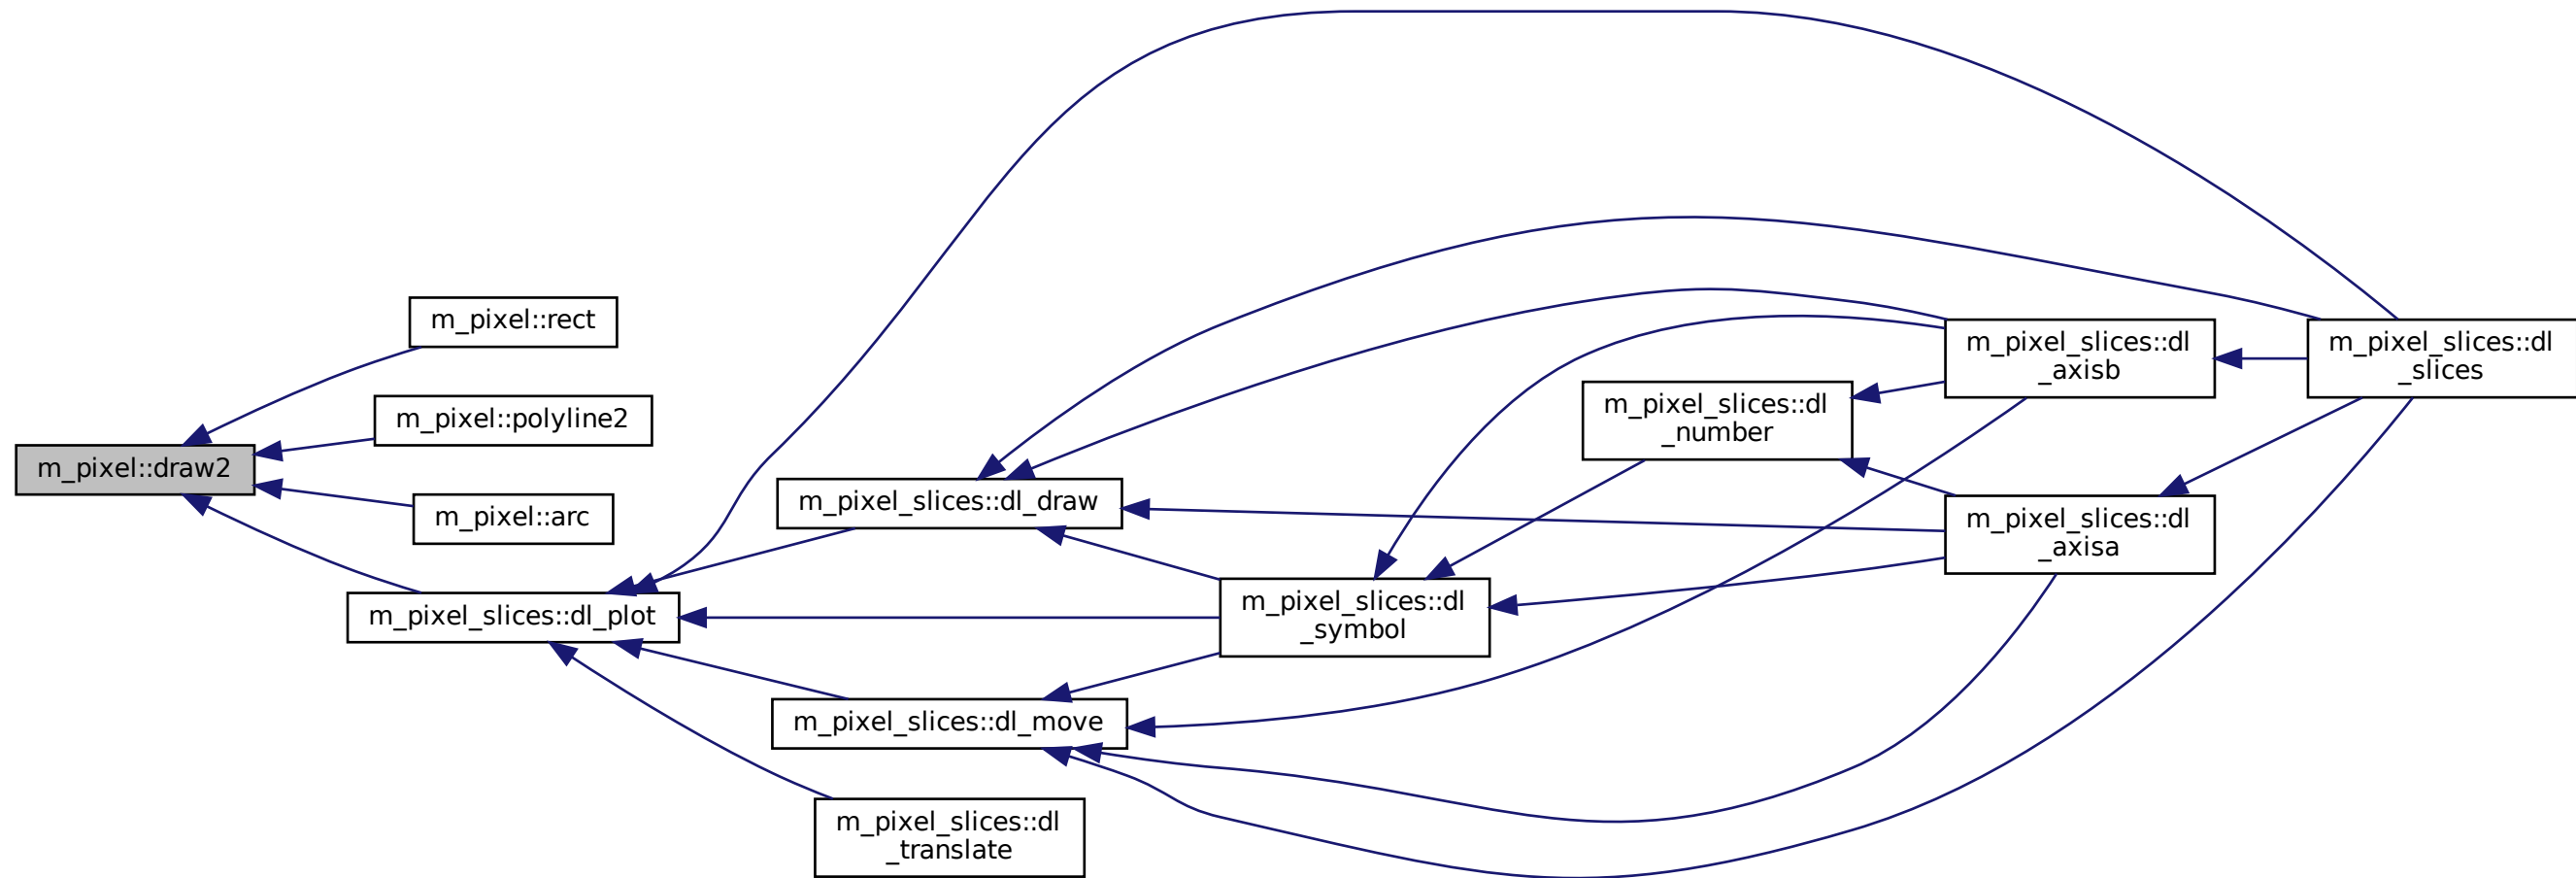 m_pixel::rect
m_pixel::polyline2
m_pixel::draw2
m_pixel::arc
m_pixel_slices::dl_plot
m_pixel_slices::dl_draw
m_pixel_slices::dl
_symbol
m_pixel_slices::dl_move
m_pixel_slices::dl
_translate
m_pixel_slices::dl
_number
m_pixel_slices::dl
_axisb
m_pixel_slices::dl
_axisa
m_pixel_slices::dl
_slices